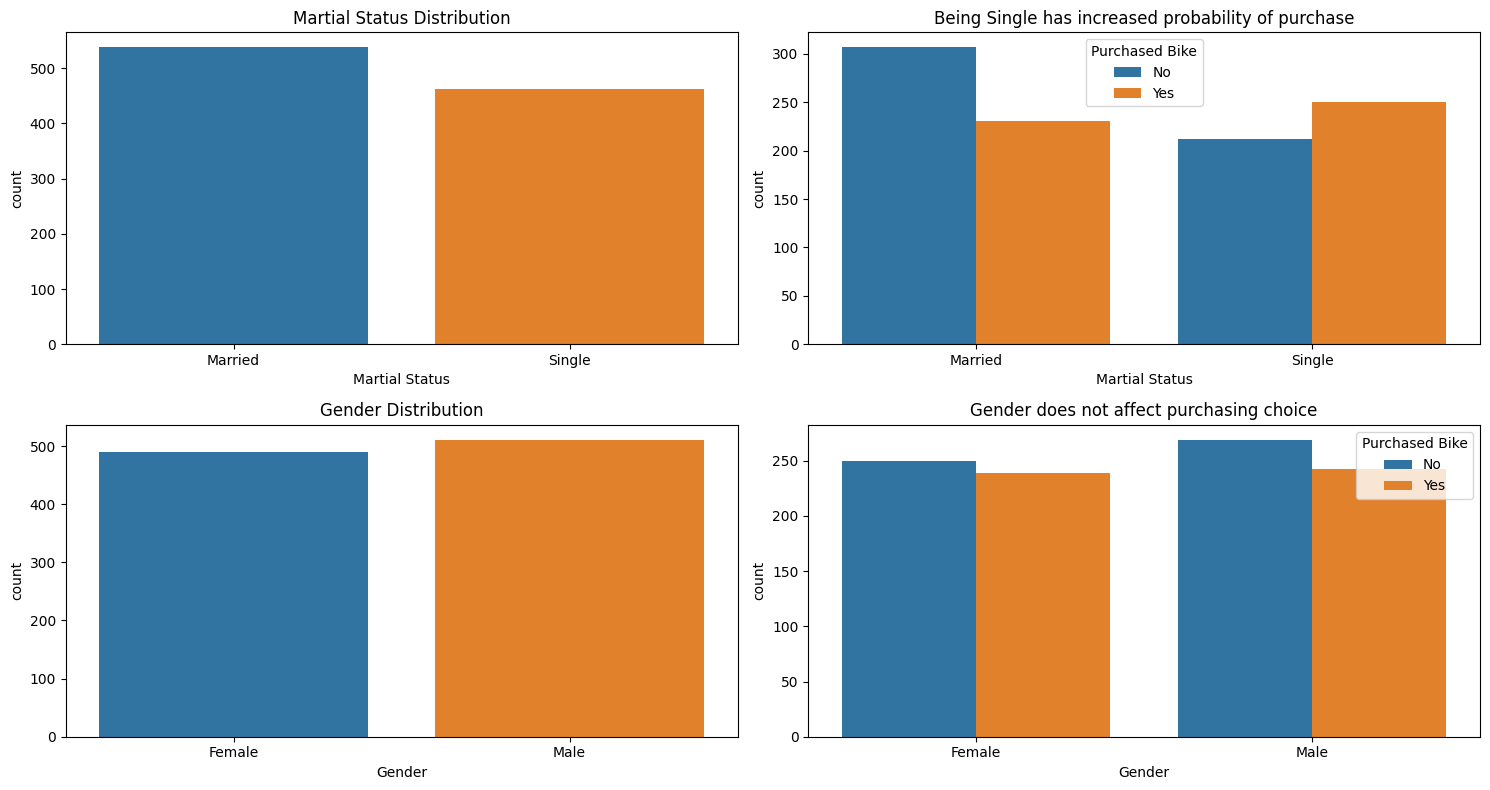 Martial Status Distribution
500
400
300
200
100
0
count
Married
Single
Martial Status
Being Single has increased probability of purchase
300
250
200
150
100
50
0
count
Purchased Bike
No
Yes
Married
Single
Martial Status
Gender Distribution
500
400
300
200
100
0
count
Female
Male
Gender
Gender does not affect purchasing choice
250
200
150
100
50
0
count
Purchased Bike
No
Yes
Female
Male
Gender